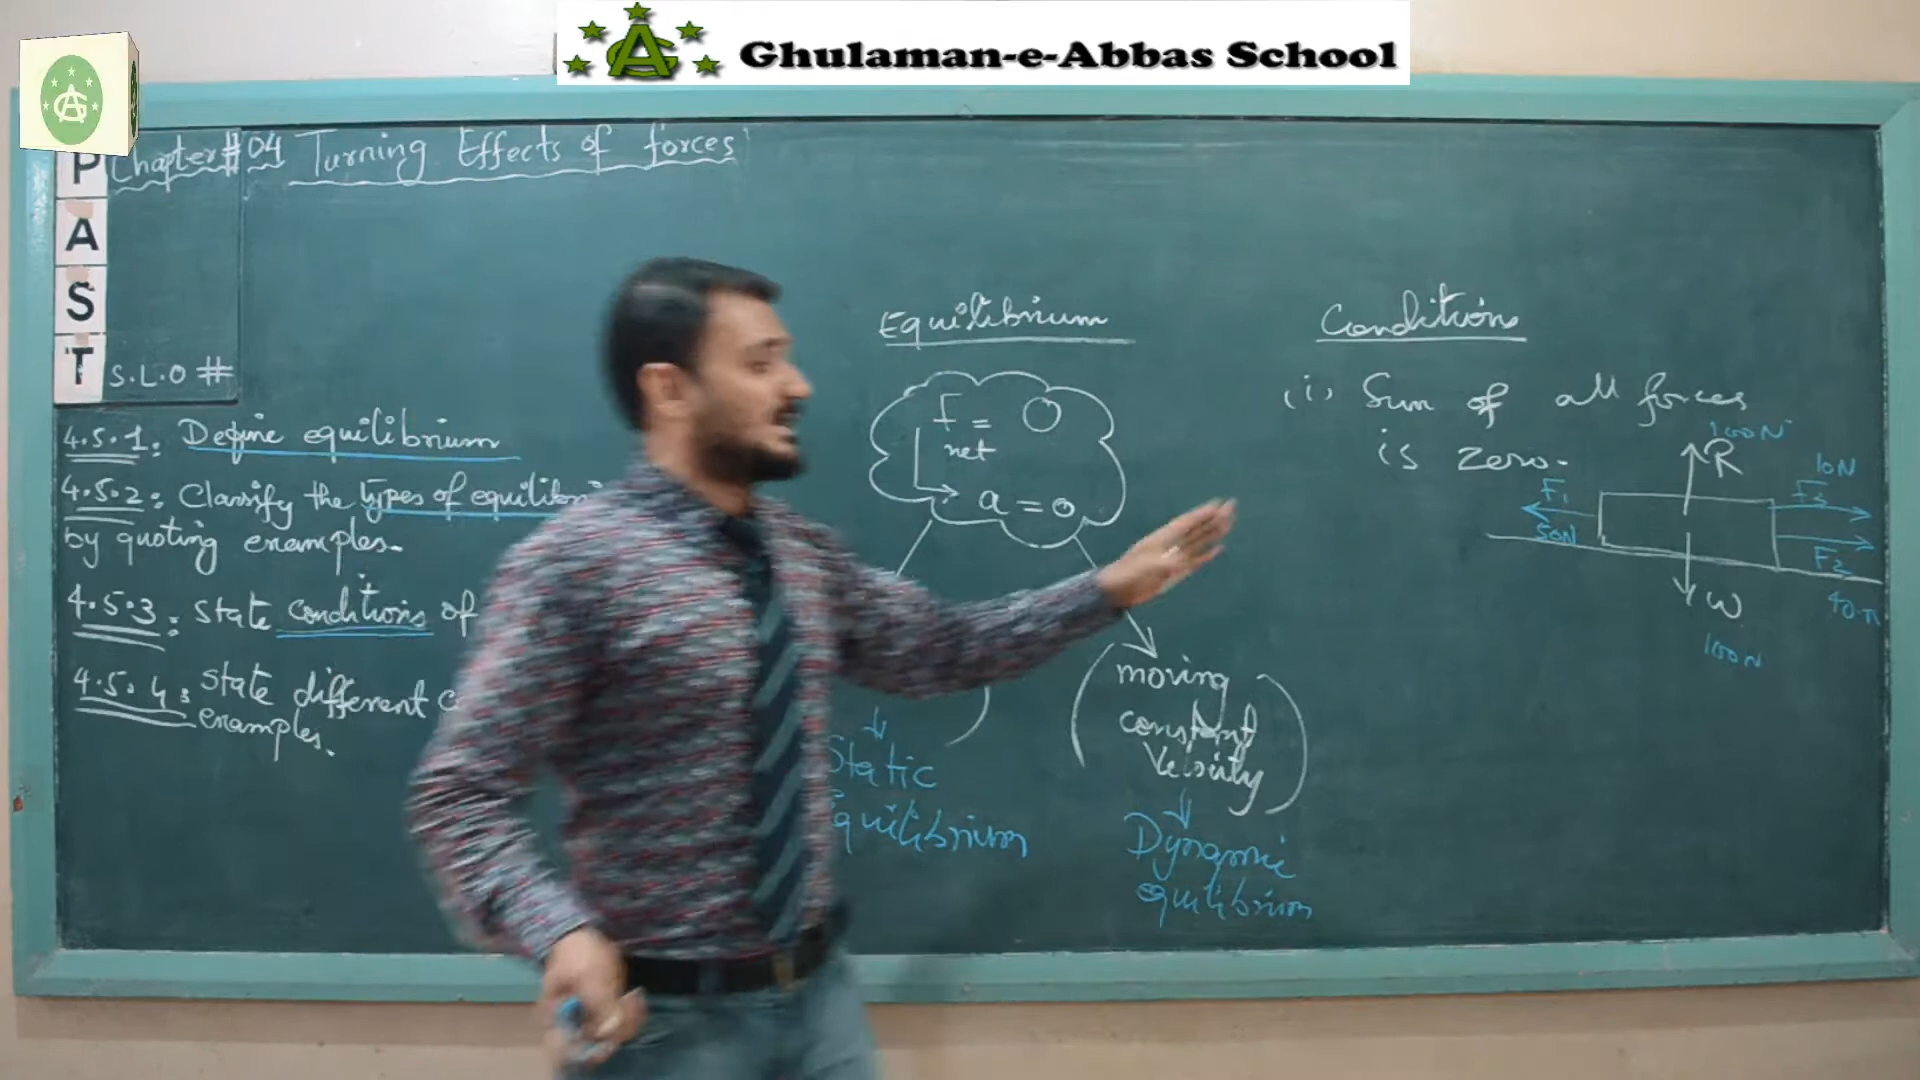 Ghulaman-e-Abbas School
P
A
S
T
Chapter # 04 Turning Effects of forces
S.L.O #
4.5.1: Define equilibrium
4.5.2: Classify the types of
by quoting examples.
4.5.3: State conditions of
4.5.4: State different
examples.
Equilibrium
F net = 0
a = 0
Static
equilibrium
moving
constant
Velocity
Dynamic
equilibrium
Conditions
(i) Sum of all forces
is zero.
100N
R
10N
F3
F1
50N
F2
40N
W
100N